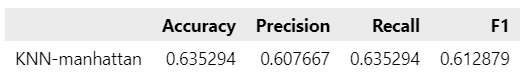 Accuracy Precision Recall F1
KNN-manhattan 0.635294 0.607667 0.635294 0.612879